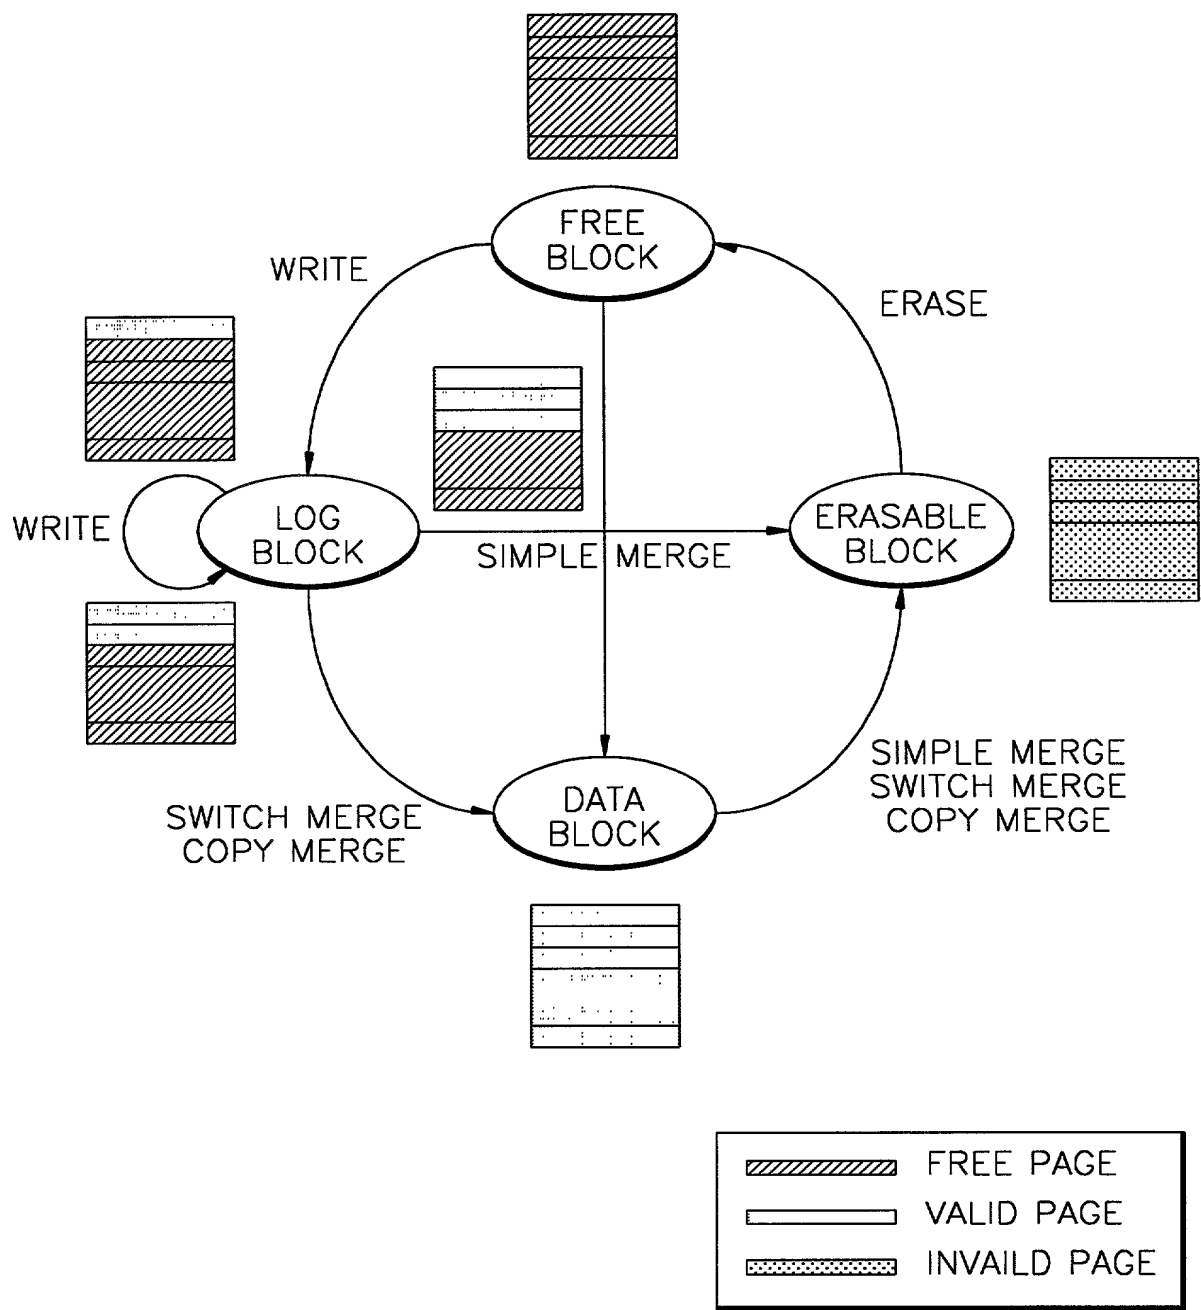 FREE
BLOCK
WRITE
ERASE
WRITE
LOG
BLOCK
SIMPLE MERGE
ERASABLE
BLOCK
SWITCH MERGE
COPY MERGE
DATA
BLOCK
SIMPLE MERGE
SWITCH MERGE
COPY MERGE
FREE PAGE
VALID PAGE
INVAILD PAGE